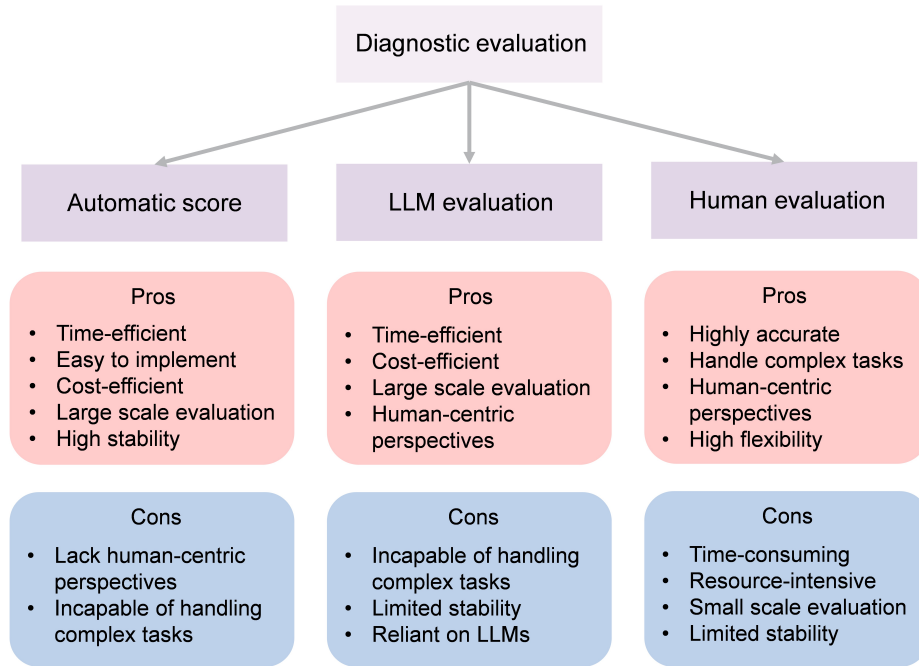 Diagnostic evaluation
Automatic score
LLM evaluation
Human evaluation
Pros
• Time-efficient
• Easy to implement
• Cost-efficient
• Large scale evaluation
• High stability
Pros
• Time-efficient
• Cost-efficient
• Large scale evaluation
• Human-centric
perspectives
Pros
• Highly accurate
• Handle complex tasks
• Human-centric
perspectives
• High flexibility
Cons
• Lack human-centric
perspectives
• Incapable of handling
complex tasks
Cons
• Incapable of handling
complex tasks
• Limited stability
• Reliant on LLMs
Cons
• Time-consuming
• Resource-intensive
• Small scale evaluation
• Limited stability